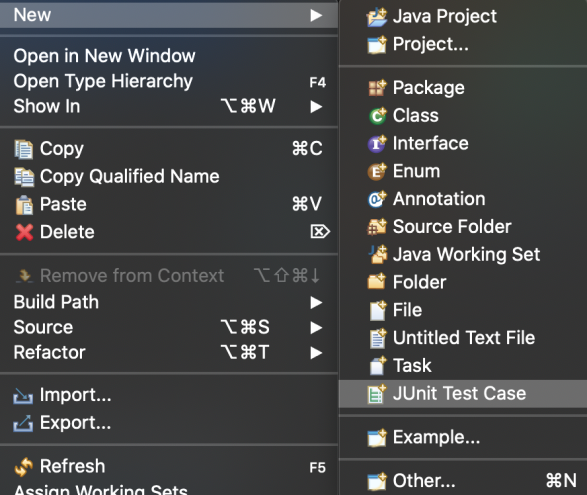 New
Open in New Window
Open Type Hierarchy F4
Show In ⌥⌘W
Copy ⌘C
Copy Qualified Name
Paste ⌘V
Delete ⌦
Remove from Context ⌥⇧⌘↓
Build Path
Source ⌥⌘S
Refactor ⌥⌘T
Import...
Export...
Refresh F5
Assign Working Sets
Java Project
Project...
Package
Class
Interface
Enum
Annotation
Source Folder
Java Working Set
Folder
File
Untitled Text File
Task
JUnit Test Case
Example...
Other... ⌘N